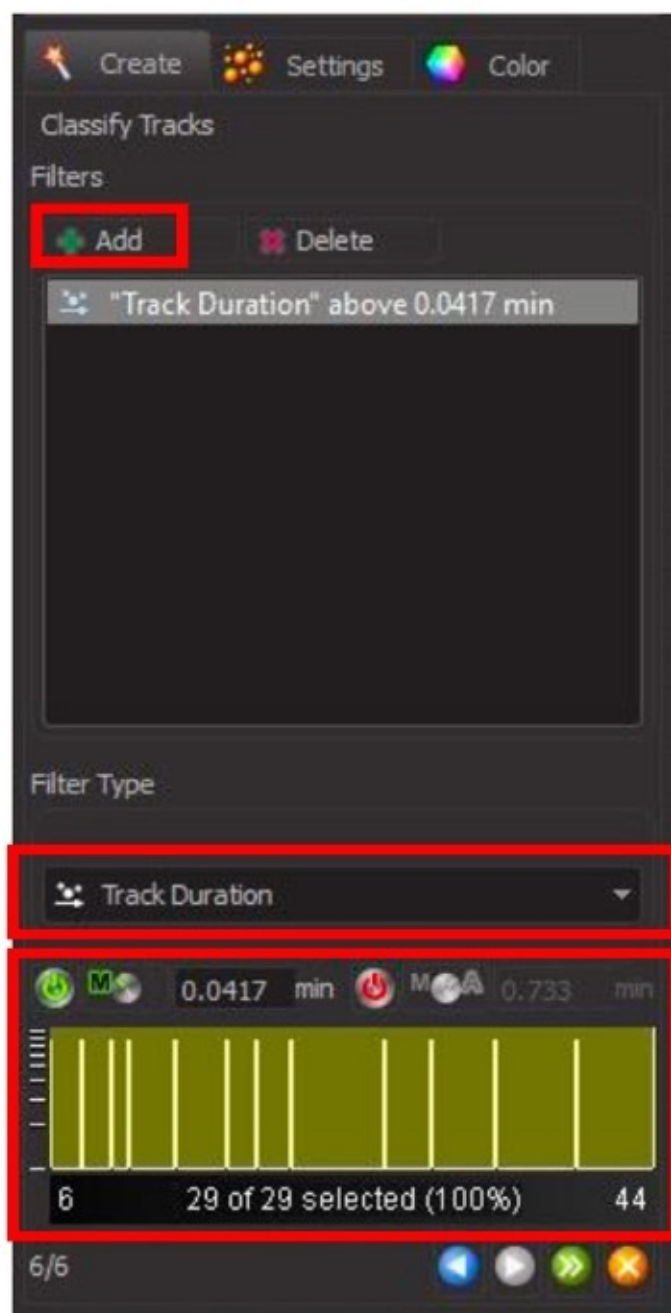 Create Settings Color
Classify Tracks
Filters
Add Delete
"Track Duration" above 0.0417 min
Filter Type
Track Duration
M 0.0417 min M A 0.733 min
6 29 of 29 selected (100%) 44
6/6